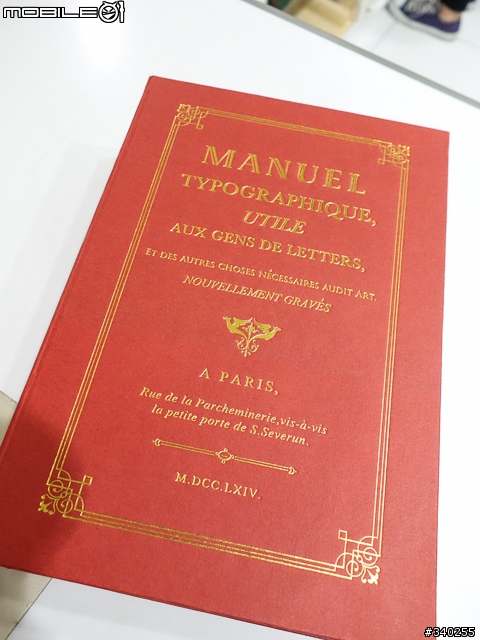 MOBILE01
MANUEL
TYPOGRAPHIQUE,
UTILE
AUX GENS DE LETTERS,
ET DES AUTRES CHOSES NÉCESSAIRES AUDIT ART.
NOUVELLEMENT GRAVÉS
A PARIS,
Rue de la Parcheminerie,vis-à-vis
la petite porte de S.Severun.
M.DCC.LXIV.
#340255